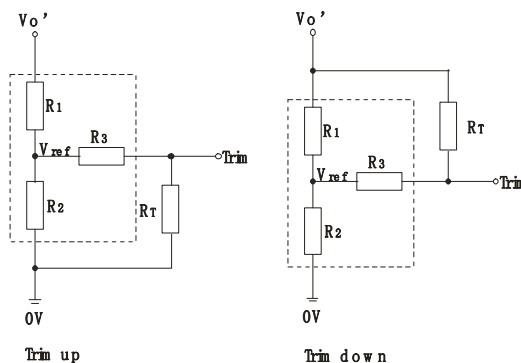 Vo'
R1
R3
Vref
Trim
R2
RT
0V
Trim up
Vo'
R1
RT
R3
Vref
Trim
R2
0V
Trim down